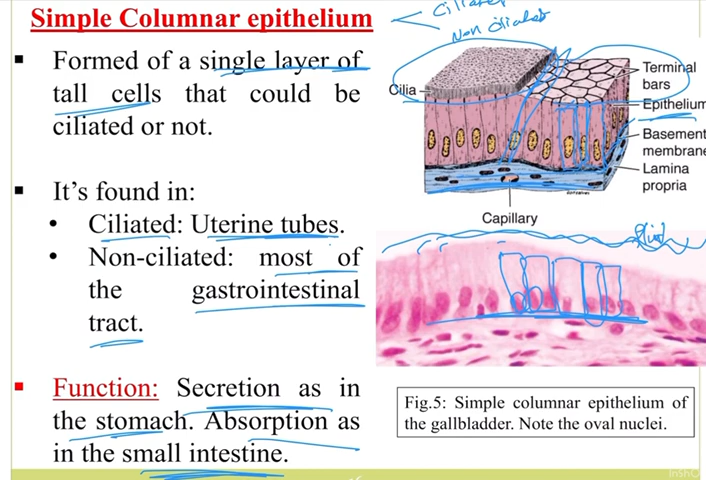 Simple Columnar epithelium
Ciliated
Non ciliated
▪ Formed of a single layer of
tall cells that could be
ciliated or not.
▪ It’s found in:
• Ciliated: Uterine tubes.
• Non-ciliated: most of
the gastrointestinal
tract.
▪ Function: Secretion as in
the stomach. Absorption as
in the small intestine.
Cilia
Terminal
bars
Epithelium
Basement
membrane
Lamina
propria
Capillary
Fig.5: Simple columnar epithelium of
the gallbladder. Note the oval nuclei.